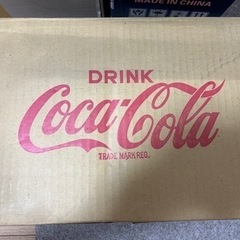 MADE IN CHINA
DRINK
Coca-Cola
TRADE MARK REG.